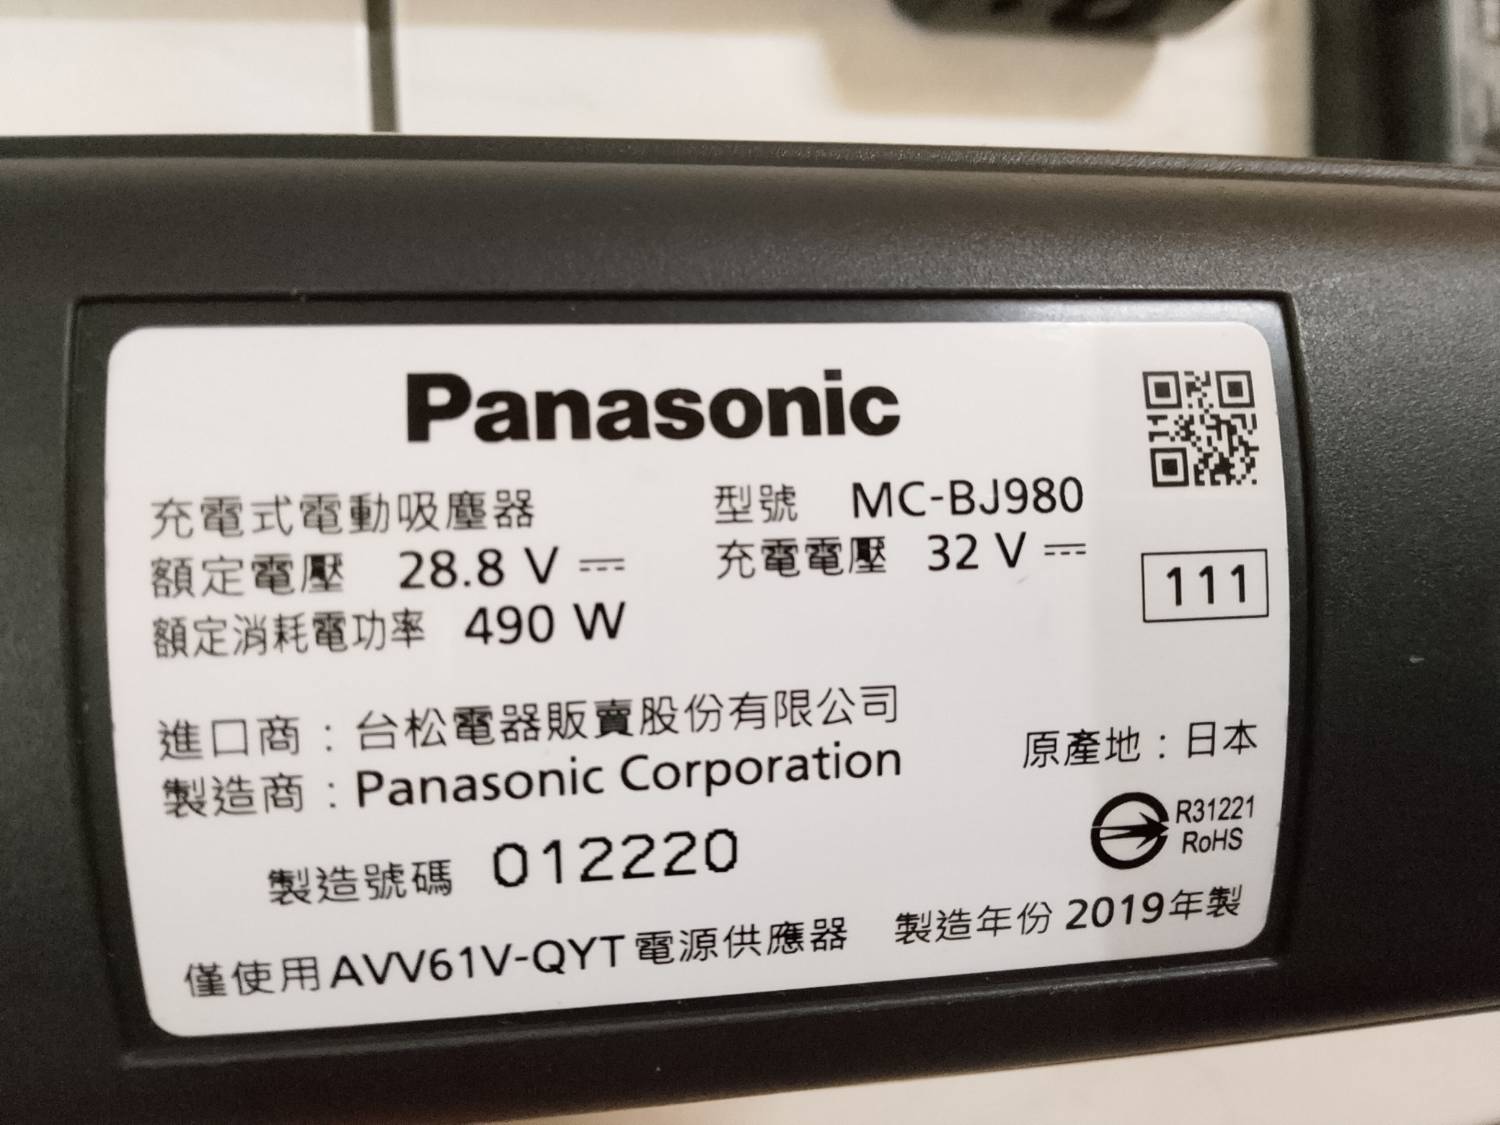 Panasonic
充電式電動吸塵器 型號 MC-BJ980
額定電壓 28.8 V 充電電壓 32 V
額定消耗電功率 490 W
111
進口商：台松電器販賣股份有限公司
製造商：Panasonic Corporation
原產地：日本
R31221
RoHS
製造號碼 012220
僅使用AVV61V-QYT電源供應器 製造年份 2019年製